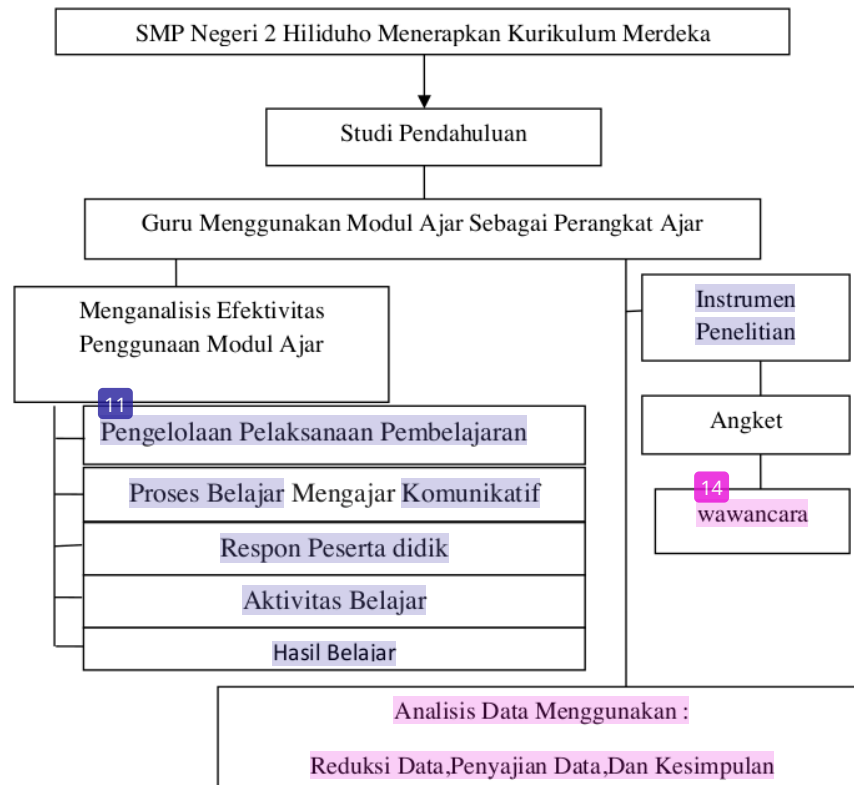 SMP Negeri 2 Hiliduho Menerapkan Kurikulum Merdeka
Studi Pendahuluan
Guru Menggunakan Modul Ajar Sebagai Perangkat Ajar
Menganalisis Efektivitas
Penggunaan Modul Ajar
11
Pengelolaan Pelaksanaan Pembelajaran
Proses Belajar Mengajar Komunikatif
Respon Peserta didik
Aktivitas Belajar
Hasil Belajar
Instrumen
Penelitian
Angket
14
wawancara
Analisis Data Menggunakan :
Reduksi Data,Penyajian Data,Dan Kesimpulan